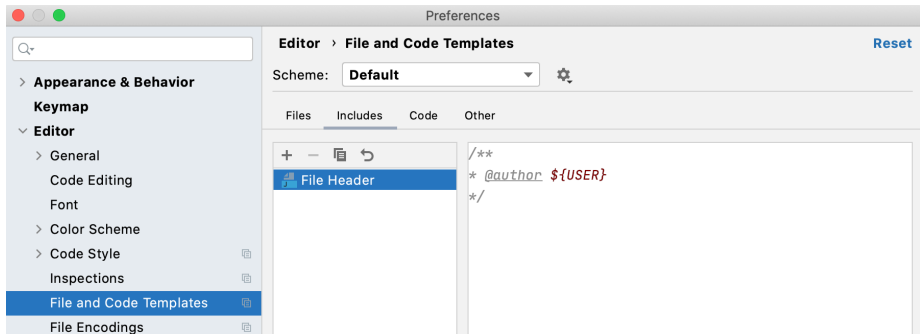 Preferences
Editor › File and Code Templates
Reset
Scheme: Default
Files Includes Code Other
File Header
/**
* @author ${USER}
*/
Appearance & Behavior
Keymap
Editor
General
Code Editing
Font
Color Scheme
Code Style
Inspections
File and Code Templates
File Encodings